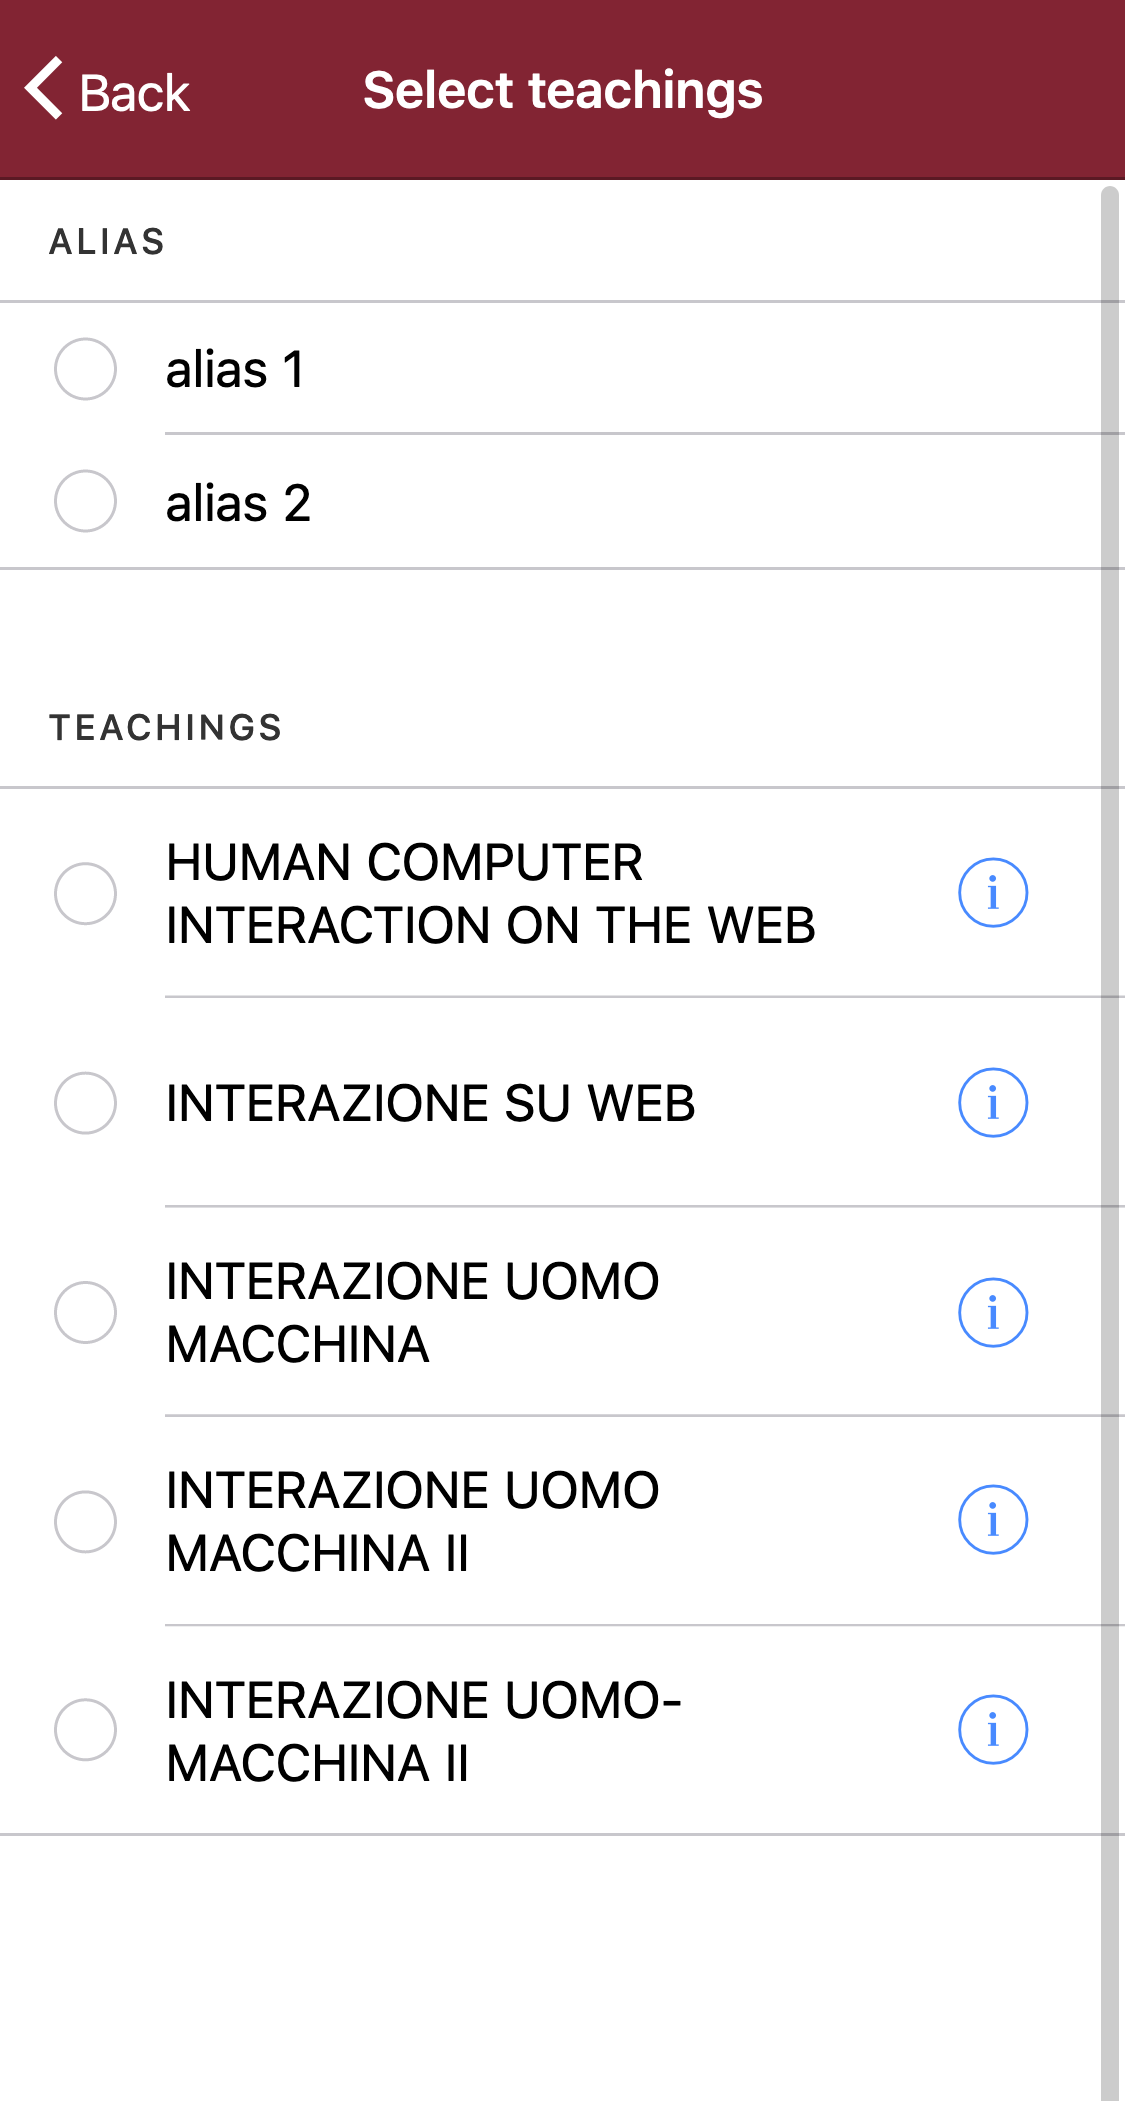 Back
Select teachings
ALIAS
alias 1
alias 2
TEACHINGS
HUMAN COMPUTER
INTERACTION ON THE WEB
i
INTERAZIONE SU WEB
i
INTERAZIONE UOMO
MACCHINA
i
INTERAZIONE UOMO
MACCHINA II
i
INTERAZIONE UOMO-
MACCHINA II
i